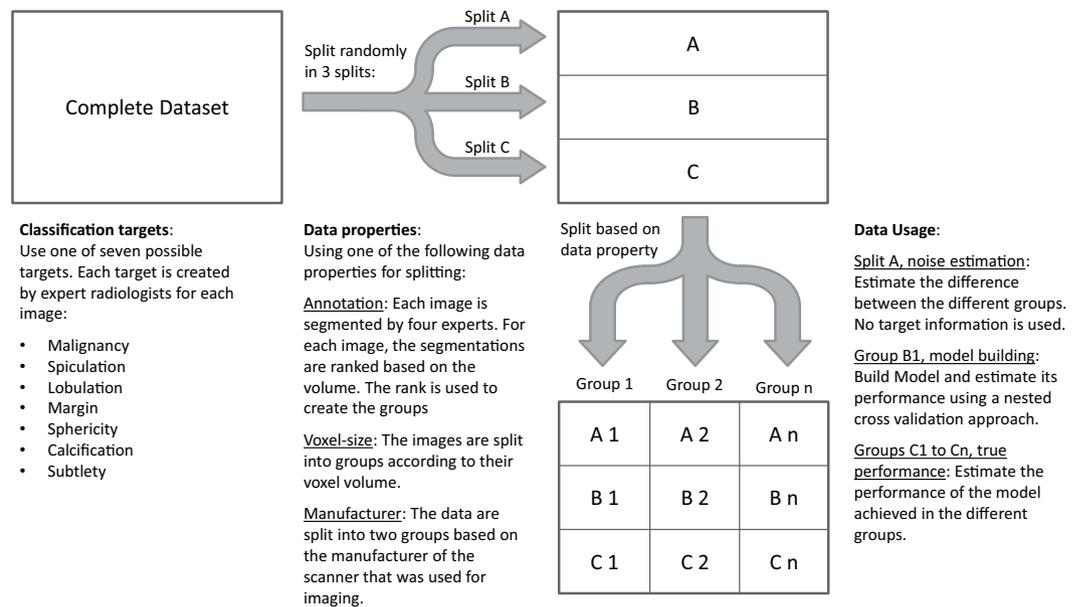 Complete Dataset
Split randomly
in 3 splits:
Split A
Split B
Split C
A
B
C
Classification targets:
Use one of seven possible
targets. Each target is created
by expert radiologists for each
image:
• Malignancy
• Spiculation
• Lobulation
• Margin
• Sphericity
• Calcification
• Subtlety
Data properties:
Using one of the following data
properties for splitting:
Annotation: Each image is
segmented by four experts. For
each image, the segmentations
are ranked based on the
volume. The rank is used to
create the groups
Voxel-size: The images are split
into groups according to their
voxel volume.
Manufacturer: The data are
split into two groups based on
the manufacturer of the
scanner that was used for
imaging.
Split based on
data property
Group 1 Group 2 Group n
A 1 A 2 A n
B 1 B 2 B n
C 1 C 2 C n
Data Usage:
Split A, noise estimation:
Estimate the difference
between the different groups.
No target information is used.
Group B1, model building:
Build Model and estimate its
performance using a nested
cross validation approach.
Groups C1 to Cn, true
performance: Estimate the
performance of the model
achieved in the different
groups.